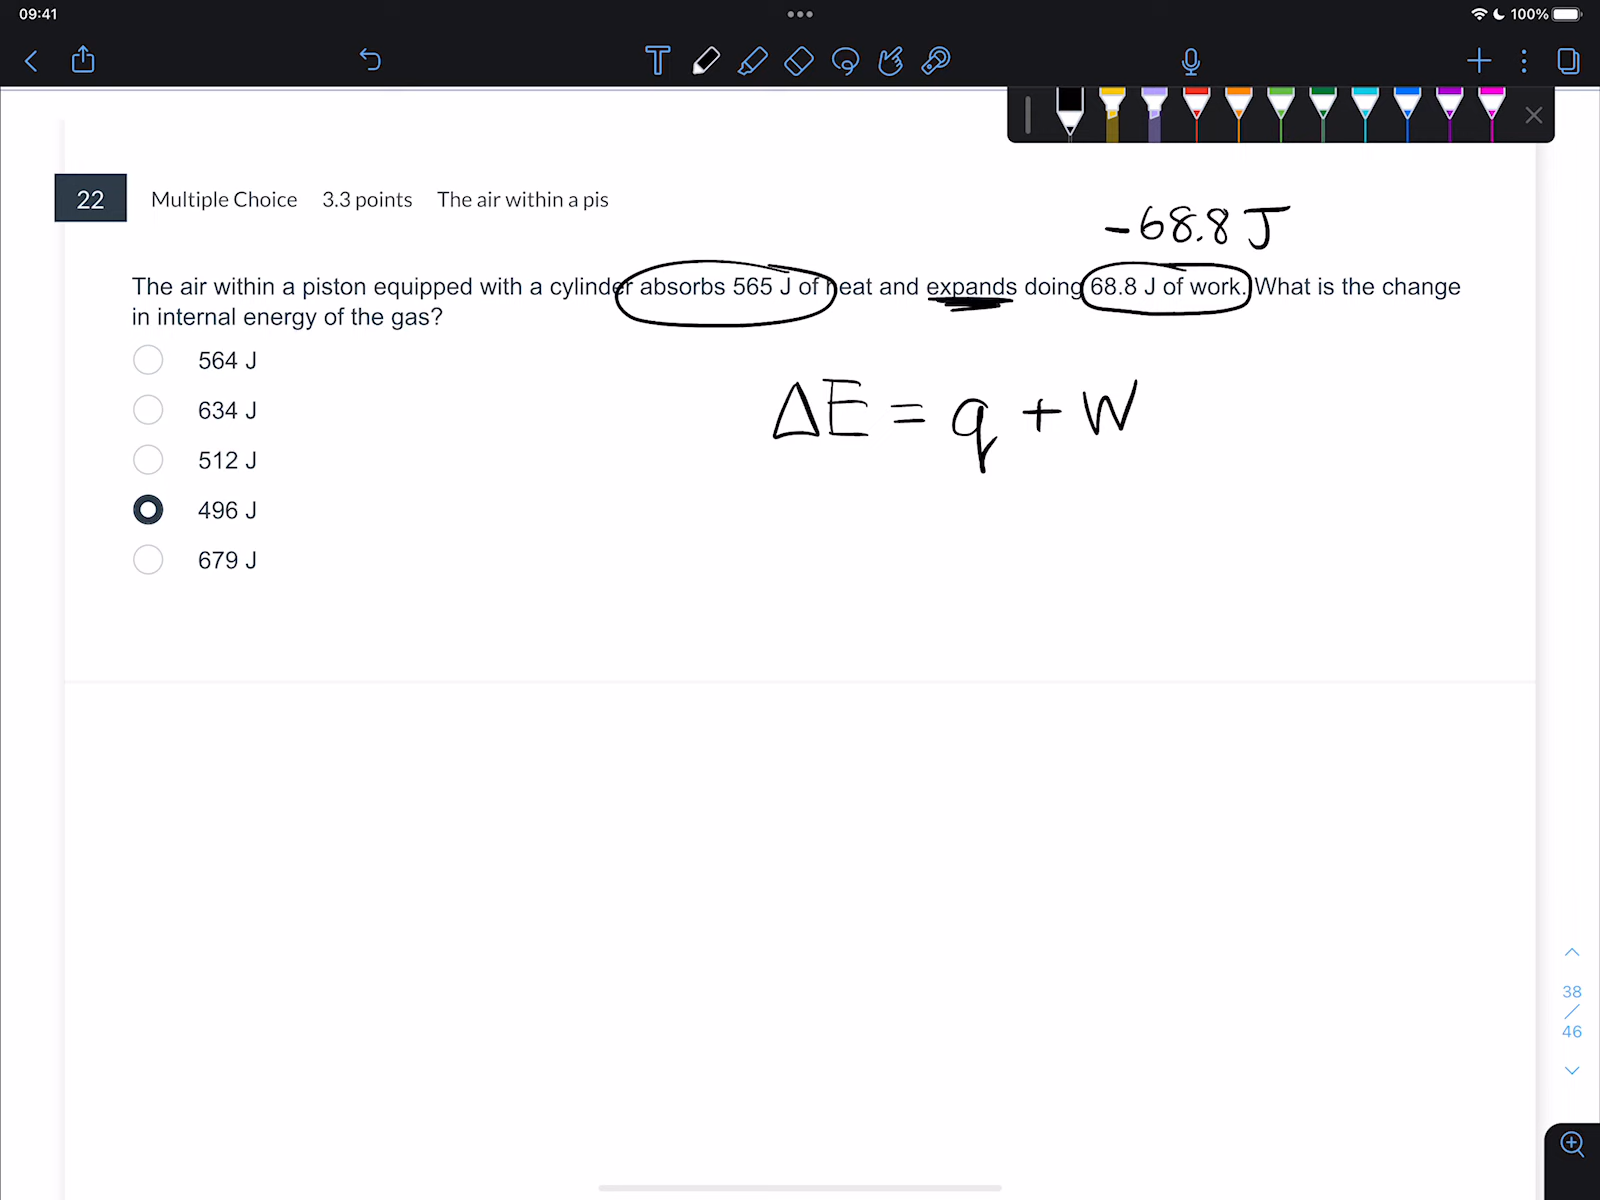 09:41
100%
22 Multiple Choice 3.3 points The air within a pis
-68.8 J
The air within a piston equipped with a cylinder absorbs 565 J of heat and expands doing 68.8 J of work. What is the change
in internal energy of the gas?
564 J
634 J
512 J
496 J
679 J
ΔE = q + W
38
/
46